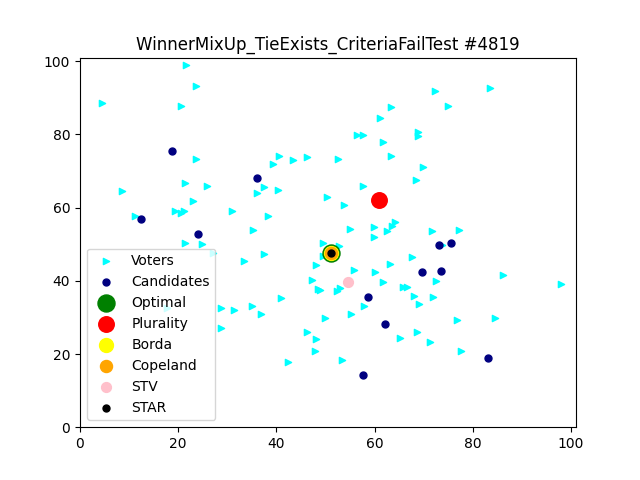 WinnerMixUp_TieExists_CriteriaFailTest #4819
100
80
60
40
20
0
0 20 40 60 80 100
Voters
Candidates
Optimal
Plurality
Borda
Copeland
STV
STAR